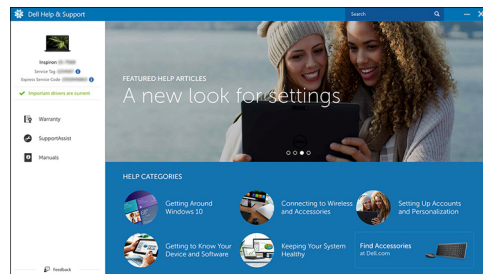 Dell Help & Support
Search
Inspiron
Service Tag
Express Service Code
Important drivers are current
Warranty
SupportAssist
Manuals
Feedback
FEATURED HELP ARTICLES
A new look for settings
HELP CATEGORIES
Getting Around
Windows 10
Connecting to Wireless
and Accessories
Setting Up Accounts
and Personalization
Getting to Know Your
Device and Software
Keeping Your System
Healthy
Find Accessories
at Dell.com